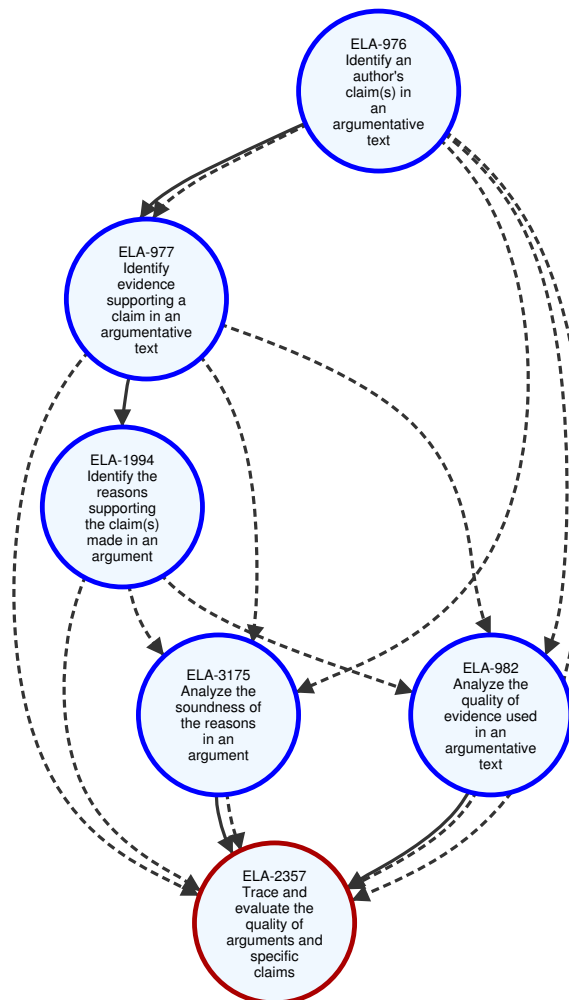 ELA-976
Identify an
author's
claim(s) in
an
argumentative
text
ELA-977
Identify
evidence
supporting a
claim in an
argumentative
text
ELA-1994
Identify the
reasons
supporting
the claim(s)
made in an
argument
ELA-3175
Analyze the
soundness of
the reasons
in an
argument
ELA-982
Analyze the
quality of
evidence used
in an
argumentative
text
ELA-2357
Trace and
evaluate the
quality of
arguments and
specific
claims